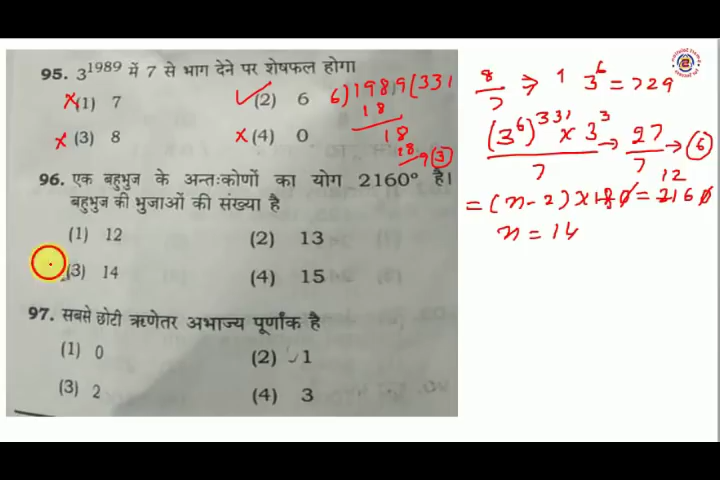 95. 3^1989 में 7 से भाग देने पर शेषफल होगा
(1) 7
(2) 6
(3) 8
(4) 0
96. एक बहुभुज के अन्तःकोणों का योग 2160° है।
बहुभुज की भुजाओं की संख्या है
(1) 12
(2) 13
(3) 14
(4) 15
97. सबसे छोटी ऋणेतर अभाज्य पूर्णांक है
(1) 0
(2) 1
(3) 2
(4) 3
6)1989(331
18
18
18
9 3
8/7 ⇒ 1 3^6 = 729
(3^6)^331 × 3^3 / 7 → 27/7 → 6
12
= (n-2) × 180 = 2160
n = 14